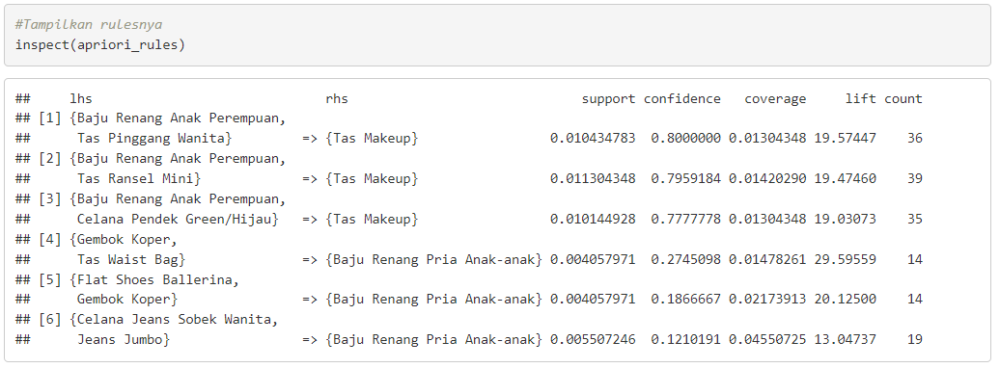 #Tampilkan rulesnya
inspect(apriori_rules)
##     lhs                              rhs                              support confidence   coverage     lift count
## [1] {Baju Renang Anak Perempuan,
##      Tas Pinggang Wanita}         => {Tas Makeup}                 0.010434783  0.8000000 0.01304348 19.57447    36
## [2] {Baju Renang Anak Perempuan,
##      Tas Ransel Mini}             => {Tas Makeup}                 0.011304348  0.7959184 0.01420290 19.47460    39
## [3] {Baju Renang Anak Perempuan,
##      Celana Pendek Green/Hijau}   => {Tas Makeup}                 0.010144928  0.7777778 0.01304348 19.03073    35
## [4] {Gembok Koper,
##      Tas Waist Bag}               => {Baju Renang Pria Anak-anak} 0.004057971  0.2745098 0.01478261 29.59559    14
## [5] {Flat Shoes Ballerina,
##      Gembok Koper}                => {Baju Renang Pria Anak-anak} 0.004057971  0.1866667 0.02173913 20.12500    14
## [6] {Celana Jeans Sobek Wanita,
##      Jeans Jumbo}                 => {Baju Renang Pria Anak-anak} 0.005507246  0.1210191 0.04550725 13.04737    19